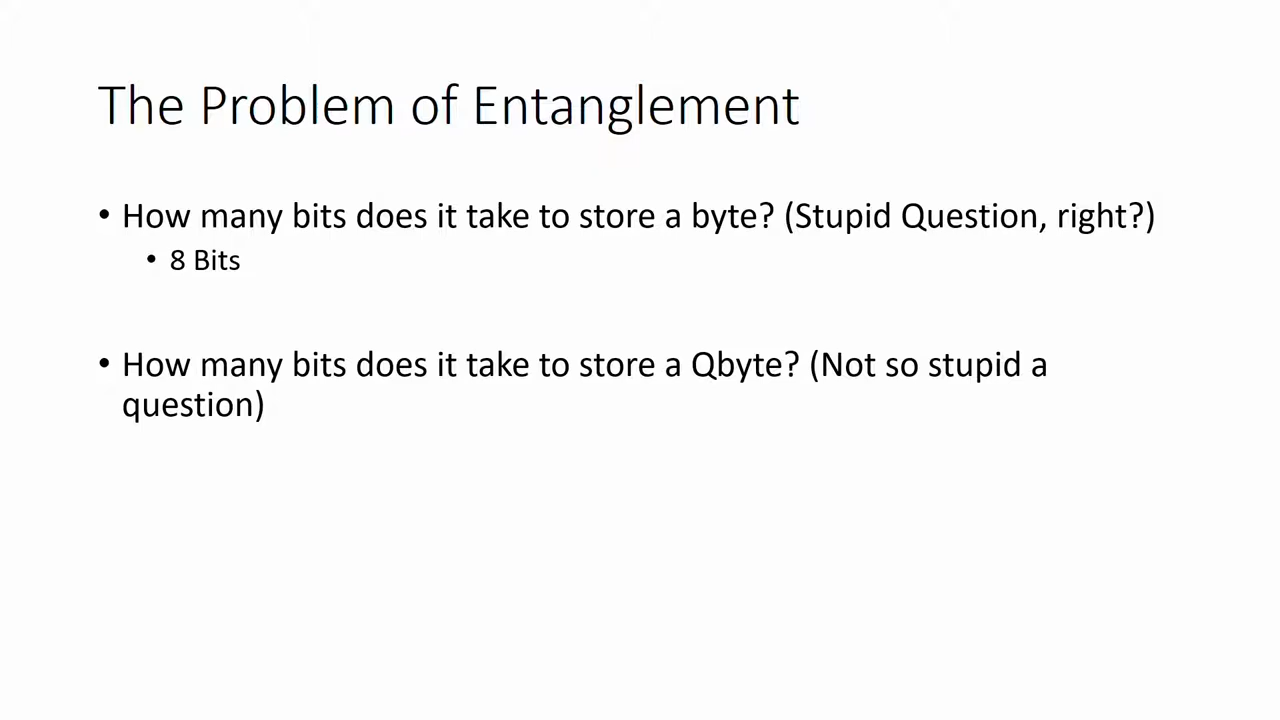 The Problem of Entanglement
• How many bits does it take to store a byte? (Stupid Question, right?)
• 8 Bits
• How many bits does it take to store a Qbyte? (Not so stupid a
question)